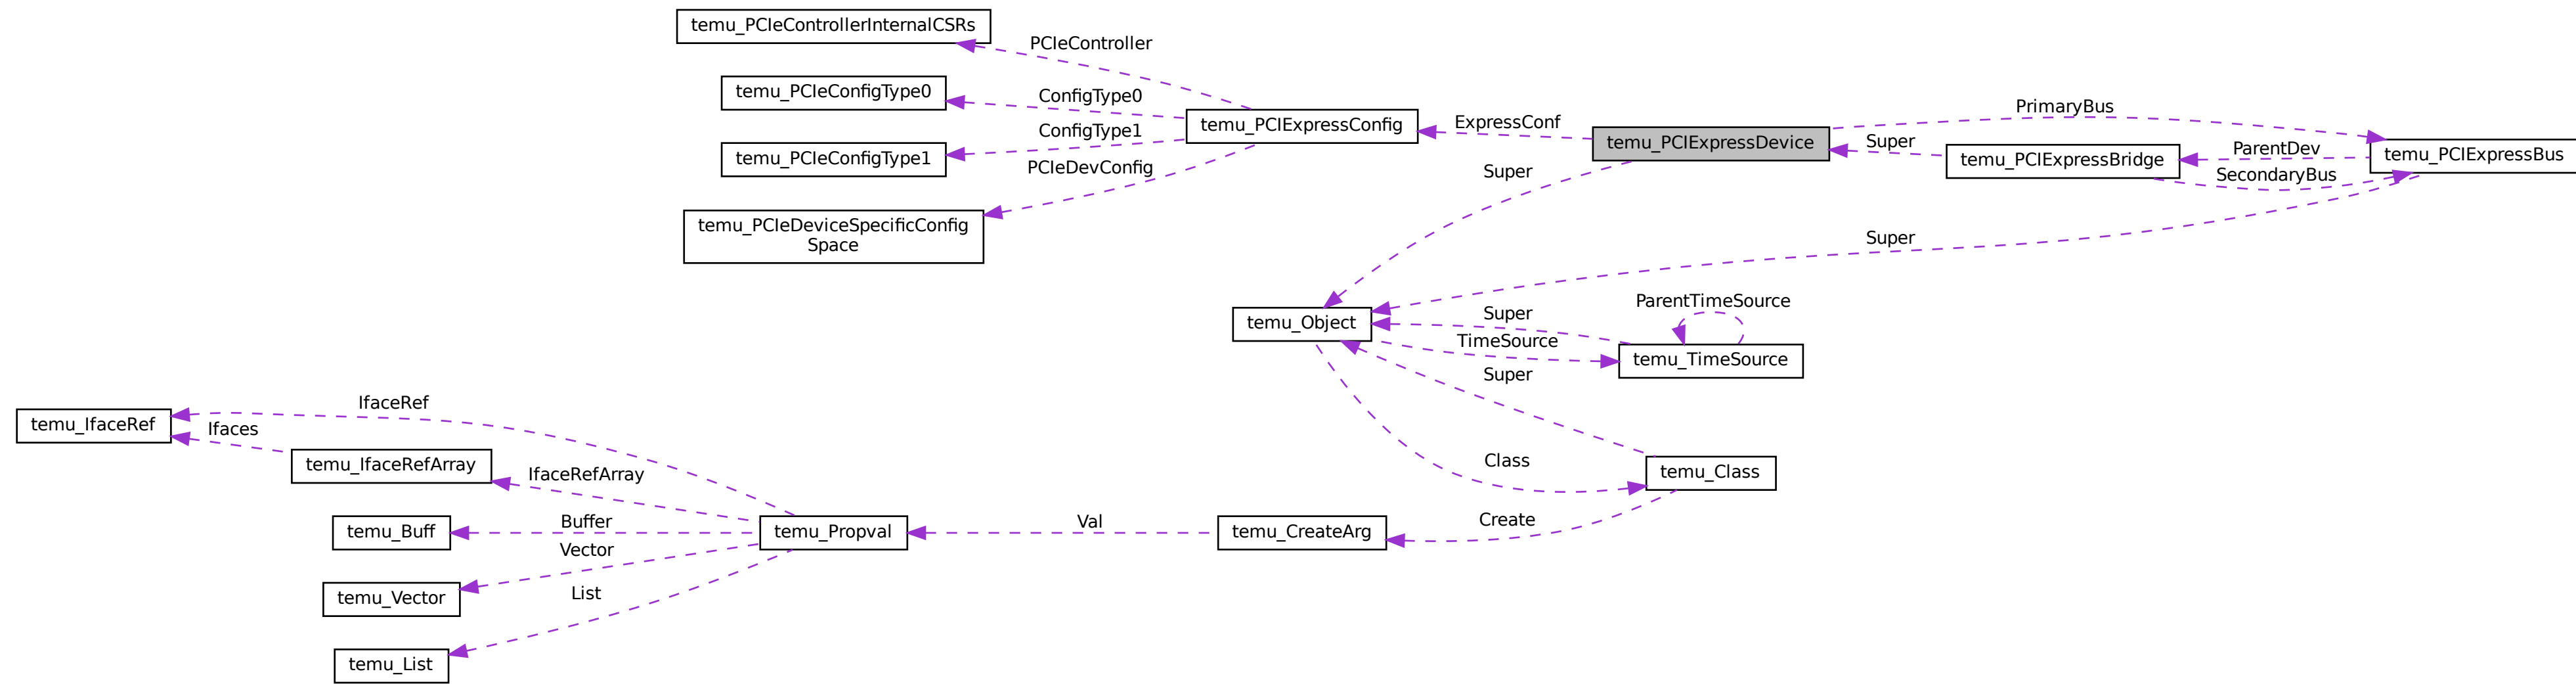 temu_PCIeControllerInternalCSRs
PCIeController
temu_PCIeConfigType0
ConfigType0
temu_PCIExpressConfig
ExpressConf
temu_PCIExpressDevice
PrimaryBus
ConfigType1
temu_PCIeConfigType1
PCIeDevConfig
Super
temu_PCIExpressBridge
ParentDev
SecondaryBus
temu_PCIExpressBus
Super
temu_PCIeDeviceSpecificConfig
Space
Super
temu_Object
Super
TimeSource
ParentTimeSource
temu_TimeSource
Super
IfaceRef
temu_IfaceRef
Ifaces
temu_IfaceRefArray
IfaceRefArray
Class
temu_Class
Buffer
temu_Buff
temu_Propval
Val
temu_CreateArg
Create
Vector
temu_Vector
List
temu_List